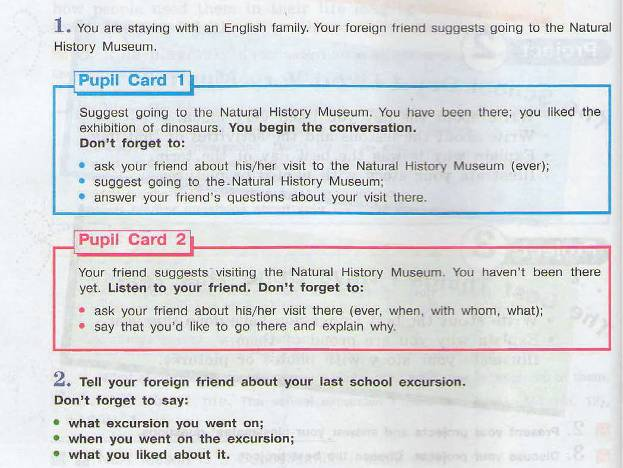 1. You are staying with an English family. Your foreign friend suggests going to the Natural
History Museum.
Pupil Card 1
Suggest going to the Natural History Museum. You have been there; you liked the
exhibition of dinosaurs. You begin the conversation.
Don't forget to:
• ask your friend about his/her visit to the Natural History Museum (ever);
• suggest going to the Natural History Museum;
• answer your friend's questions about your visit there.
Pupil Card 2
Your friend suggests visiting the Natural History Museum. You haven't been there
yet. Listen to your friend. Don't forget to:
• ask your friend about his/her visit there (ever, when, with whom, what);
• say that you'd like to go there and explain why.
2. Tell your foreign friend about your last school excursion.
Don't forget to say:
• what excursion you went on;
• when you went on the excursion;
• what you liked about it.